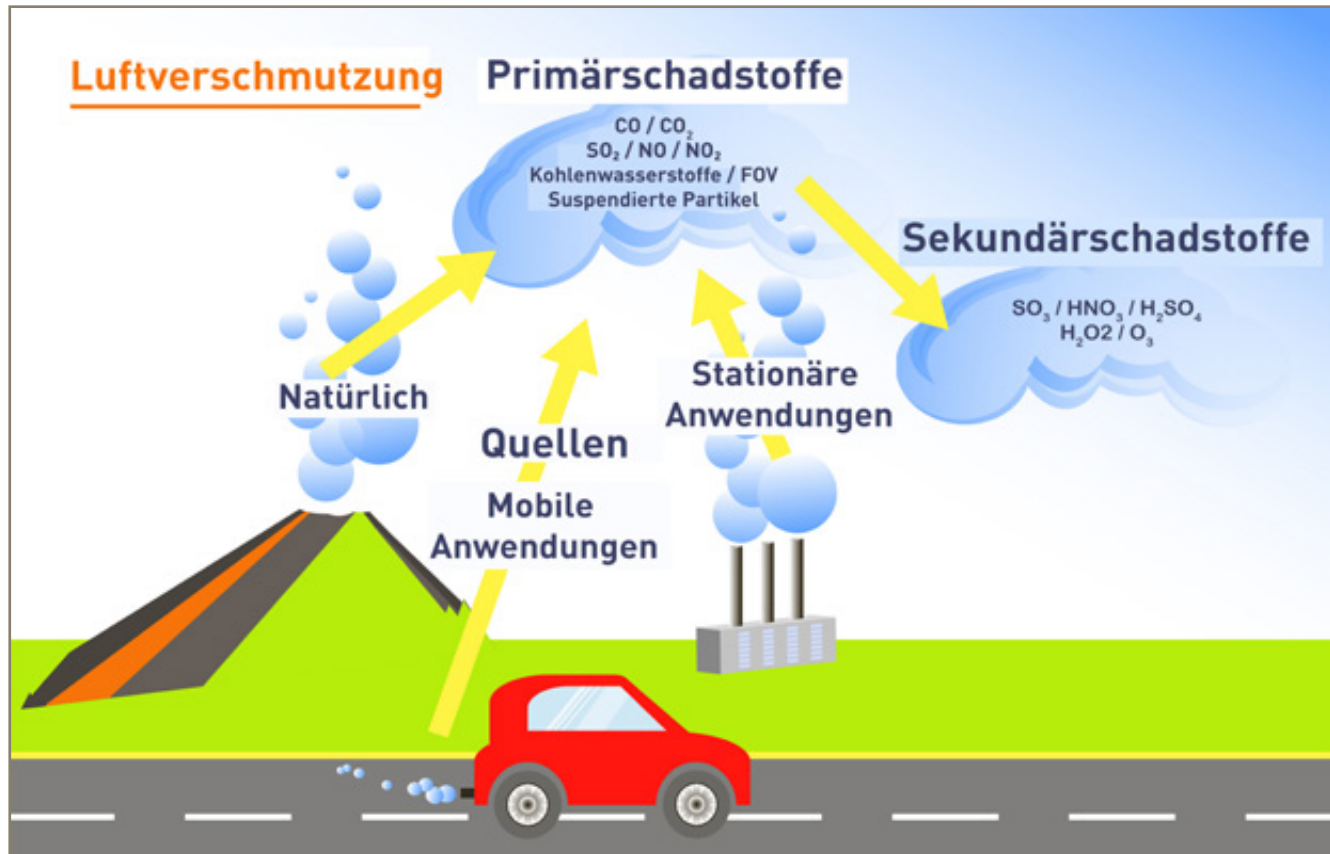 Luftverschmutzung
Primärschadstoffe
CO / CO₂
SO₂ / NO / NO₂
Kohlenwasserstoffe / FOV
Suspendierte Partikel
Sekundärschadstoffe
SO₃ / HNO₃ / H₂SO₄
H₂O2 / O₃
Natürlich
Stationäre
Anwendungen
Quellen
Mobile
Anwendungen